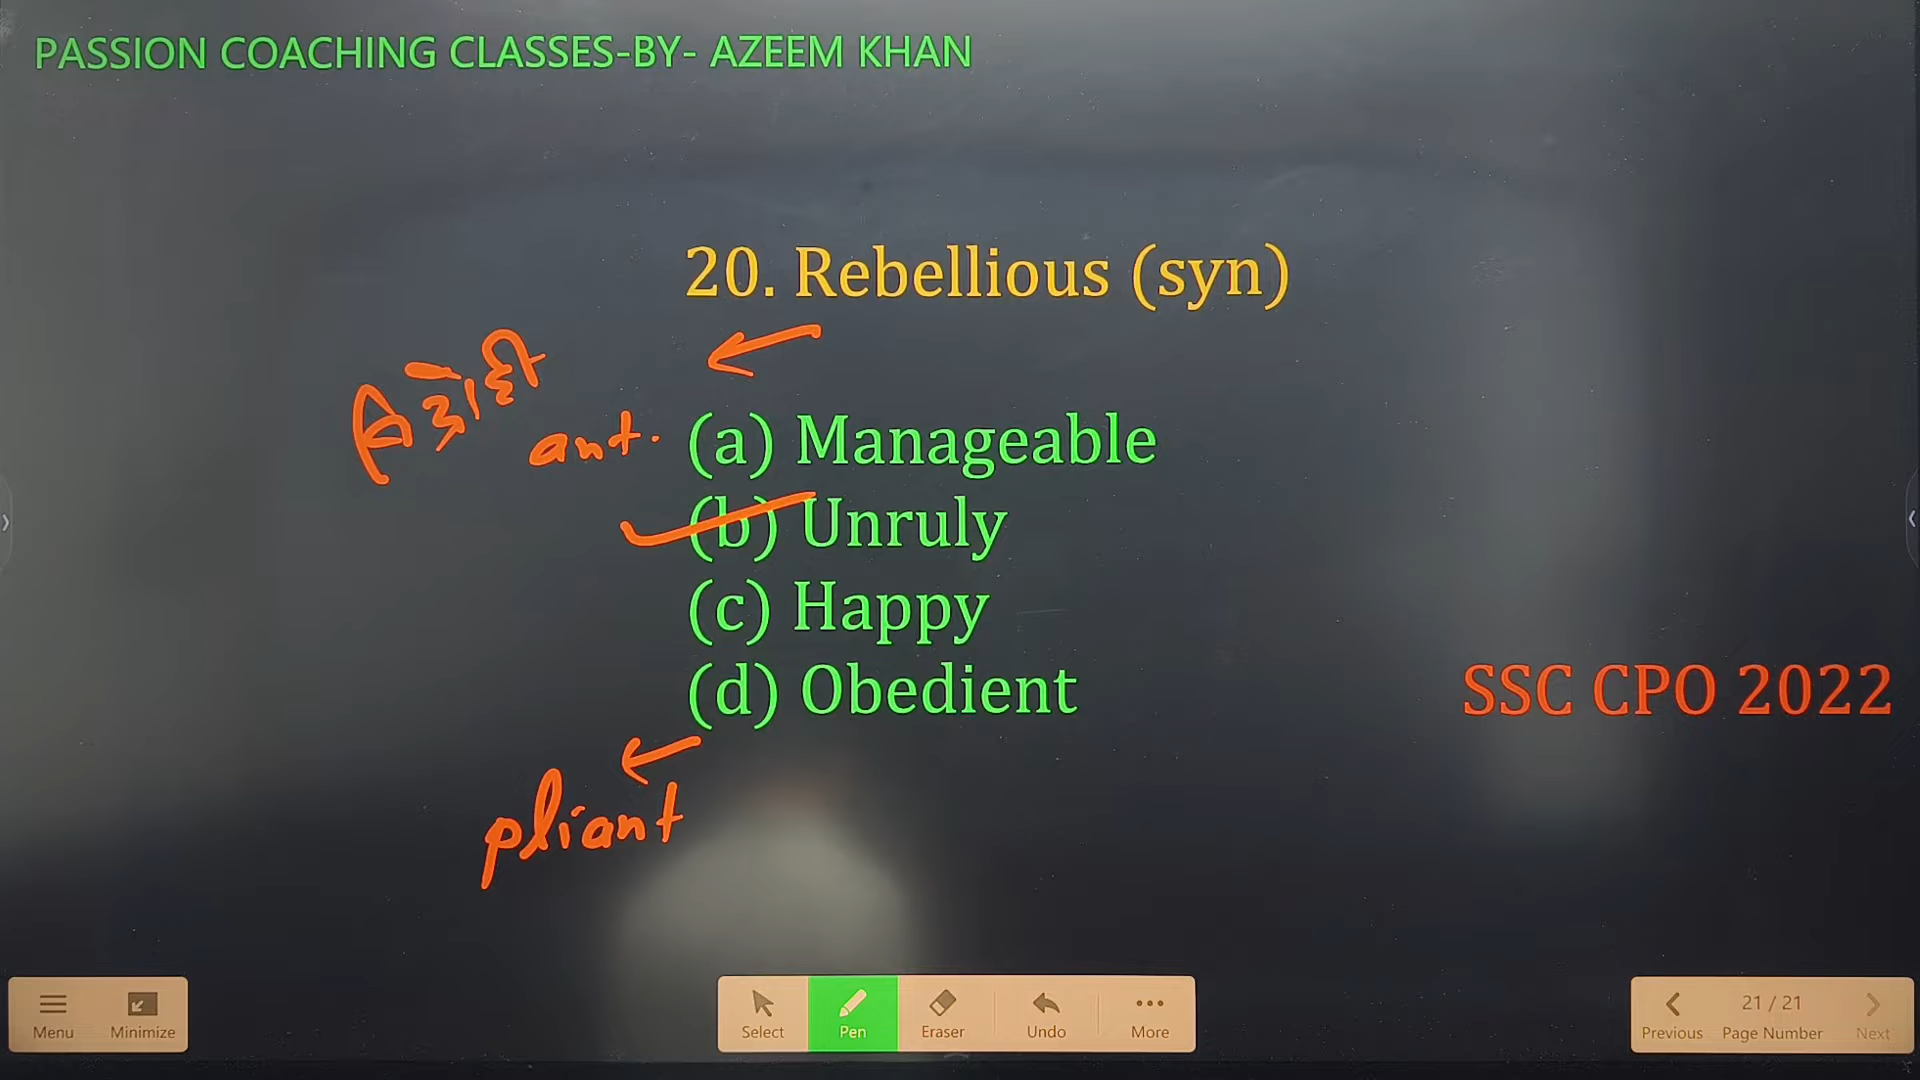 PASSION COACHING CLASSES-BY- AZEEM KHAN
20. Rebellious (syn)
ant.
(a) Manageable
(b) Unruly
(c) Happy
(d) Obedient
SSC CPO 2022
pliant
Menu
Minimize
Select
Pen
Eraser
Undo
More
Previous
21 / 21
Page Number
Next